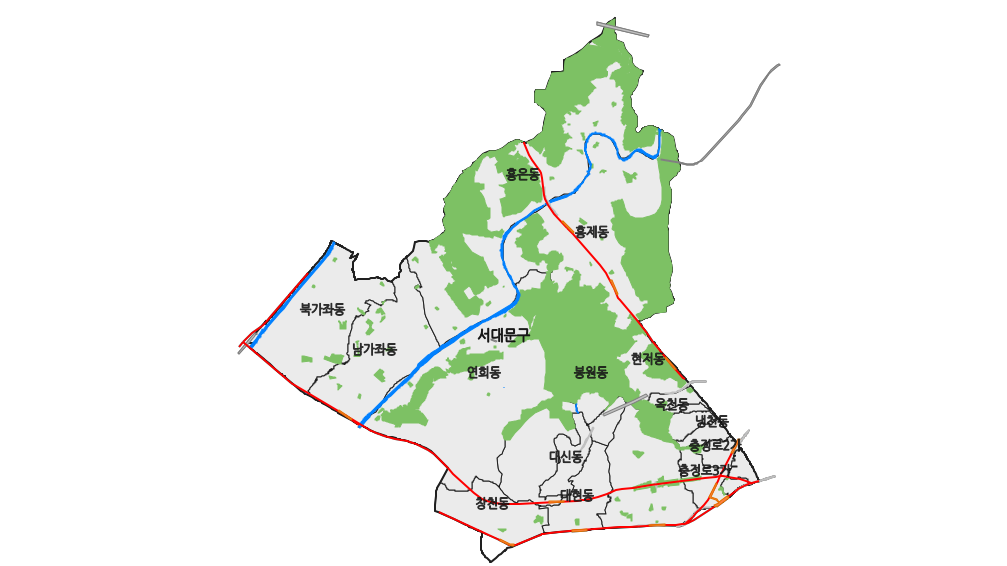 홍은동
홍제동
북가좌동
서대문구
남가좌동
현저동
연희동
봉원동
옥천동
냉천동
충정로2가
대신동
충정로3가
대현동
창천동